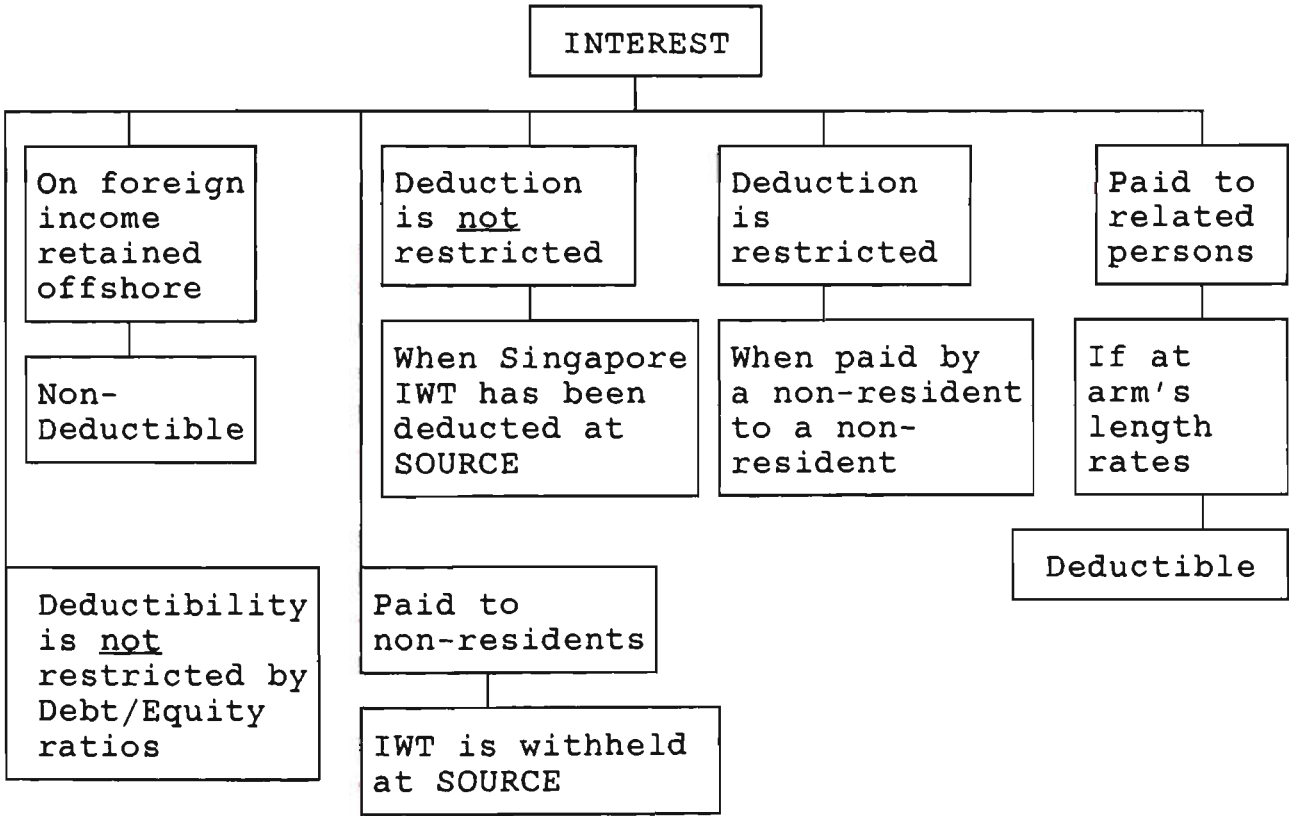 INTEREST
On foreign
income
retained
offshore
Non-
Deductible
Deductibility
is not
restricted by
Debt/Equity
ratios
Paid to
non-residents
IWT is withheld
at SOURCE
Deduction
is not
restricted
When Singapore
IWT has been
deducted at
SOURCE
Deduction
is
restricted
When paid by
a non-resident
to a non-
resident
Paid to
related
persons
If at
arm's
length
rates
Deductible